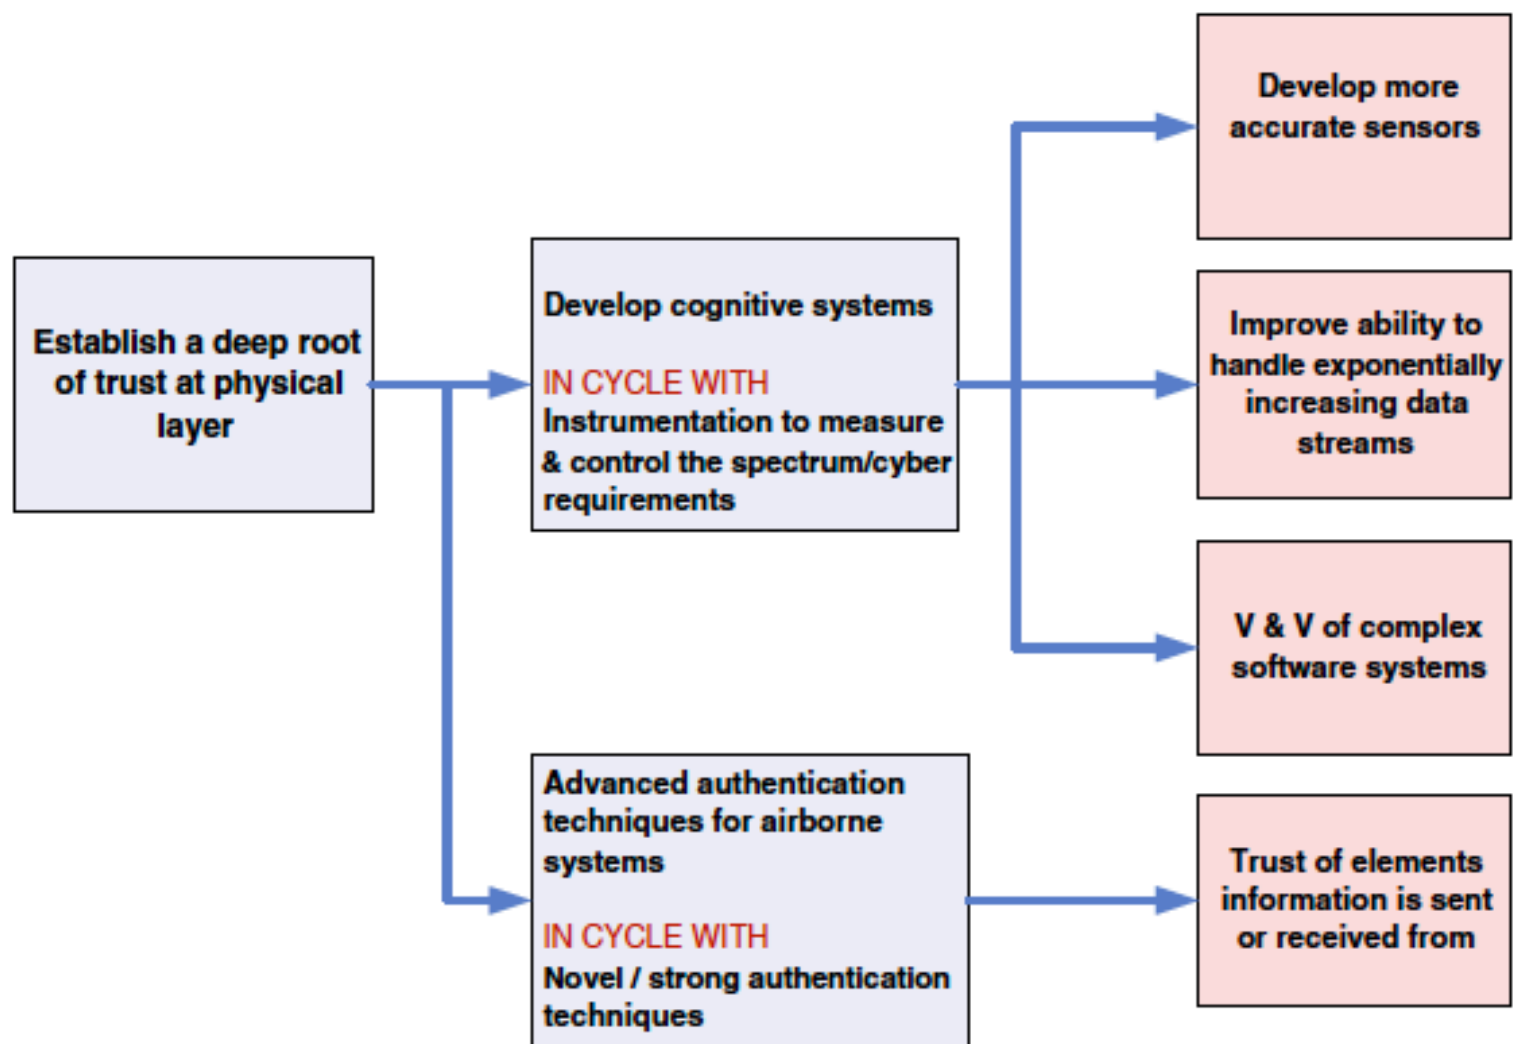 Establish a deep root
of trust at physical
layer
Develop cognitive systems
IN CYCLE WITH
Instrumentation to measure
& control the spectrum/cyber
requirements
Advanced authentication
techniques for airborne
systems
IN CYCLE WITH
Novel / strong authentication
techniques
Develop more
accurate sensors
Improve ability to
handle exponentially
increasing data
streams
V & V of complex
software systems
Trust of elements
information is sent
or received from